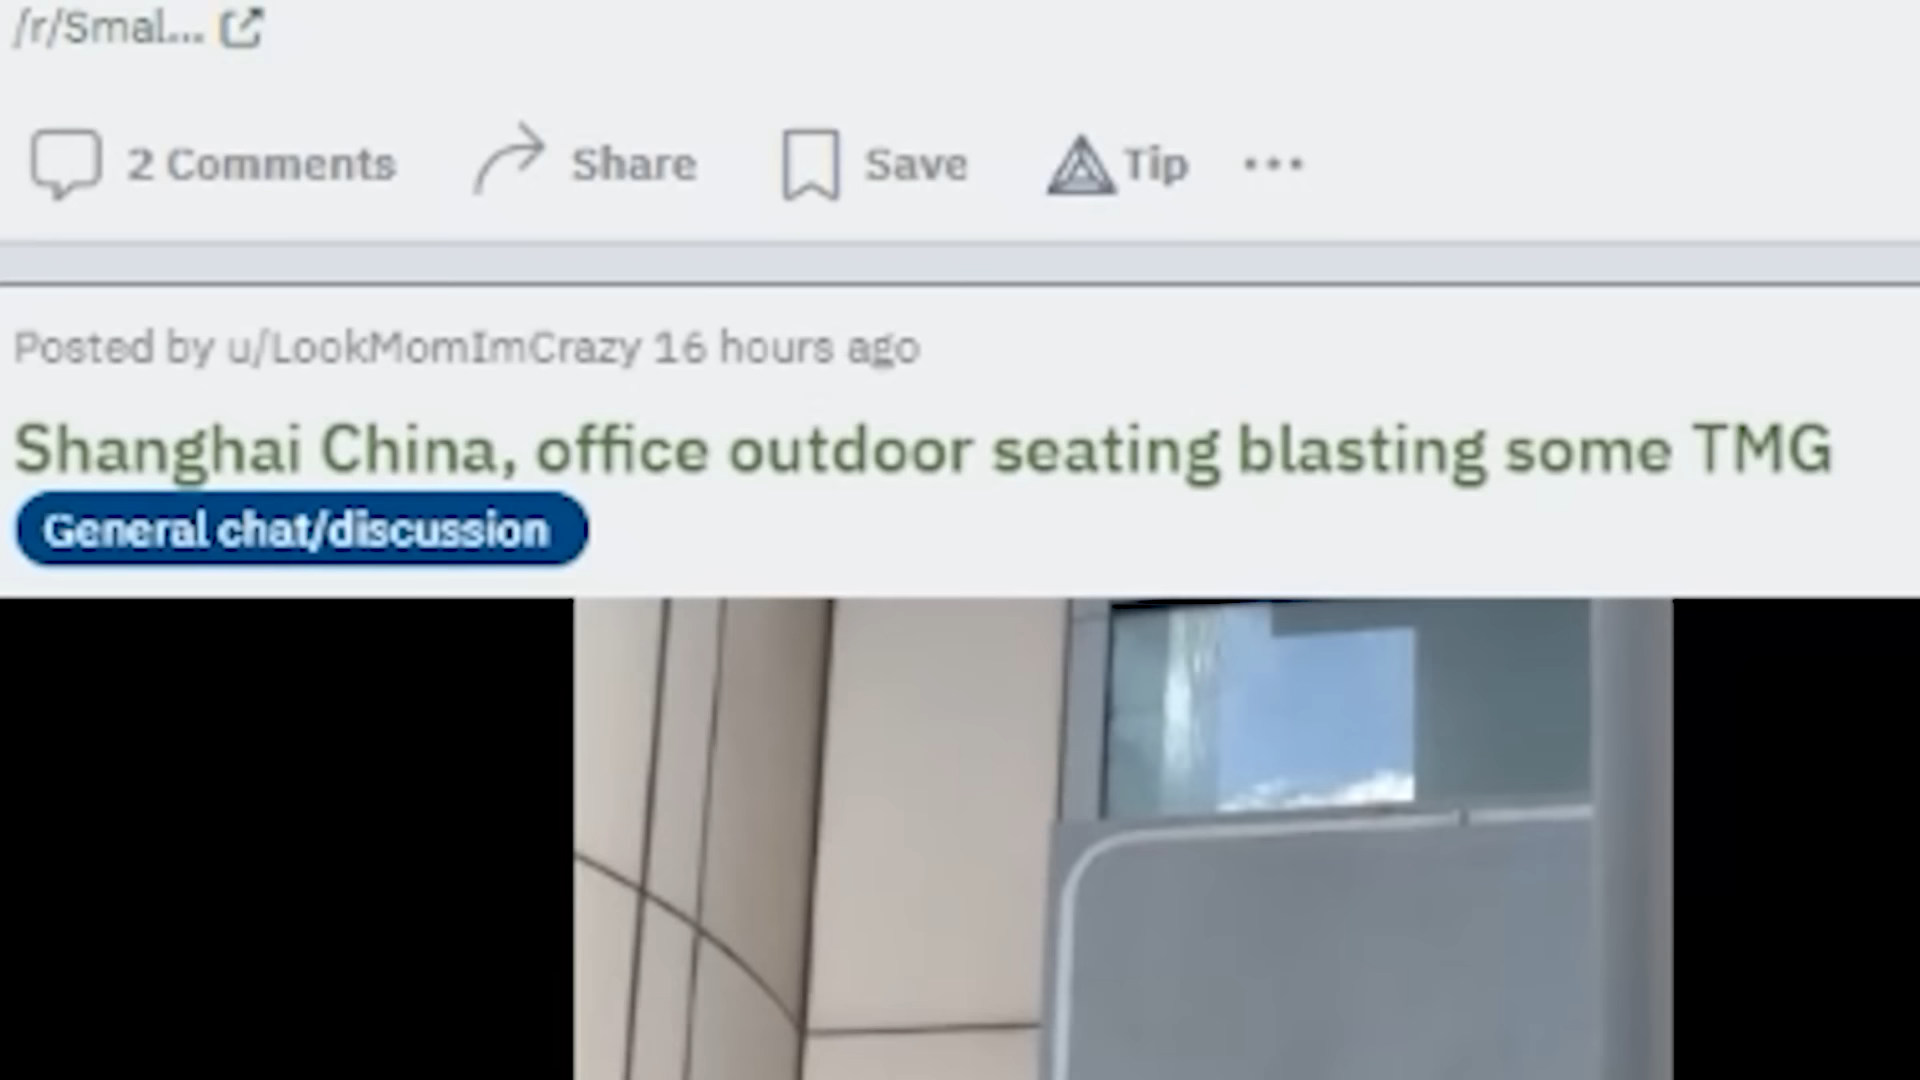 /r/Smal...
2 Comments Share Save Tip ...
Posted by u/LookMomImCrazy 16 hours ago
Shanghai China, office outdoor seating blasting some TMG
General chat/discussion